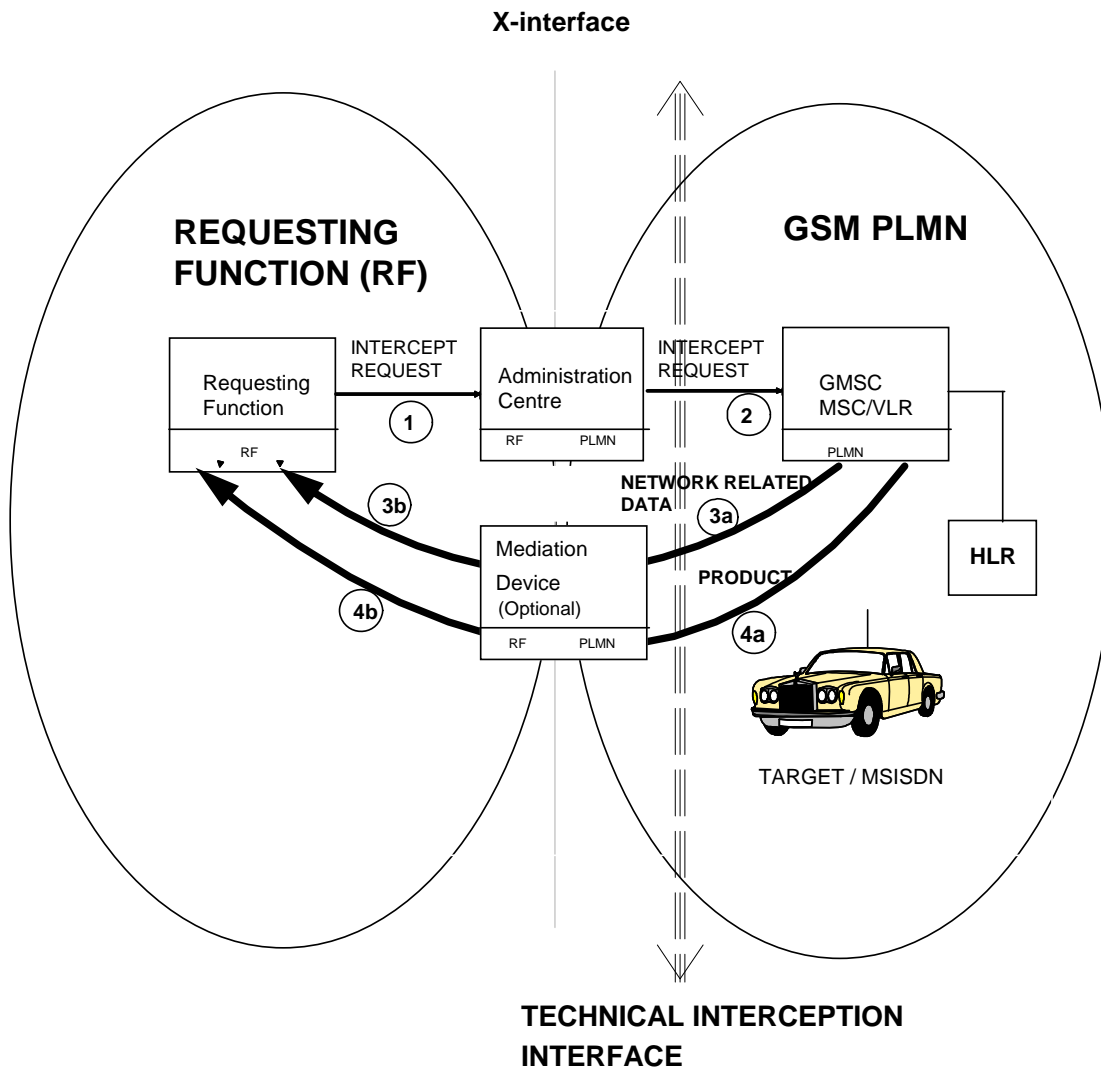 X-interface
REQUESTING
FUNCTION (RF)
GSM PLMN
INTERCEPT
REQUEST
INTERCEPT
REQUEST
Requesting
Function
RF
1
Administration
Centre
RF PLMN
2
GMSC
MSC/VLR
PLMN
NETWORK RELATED
DATA
3b
3a
Mediation
Device
(Optional)
RF PLMN
PRODUCT
HLR
4b
4a
TARGET / MSISDN
TECHNICAL INTERCEPTION
INTERFACE